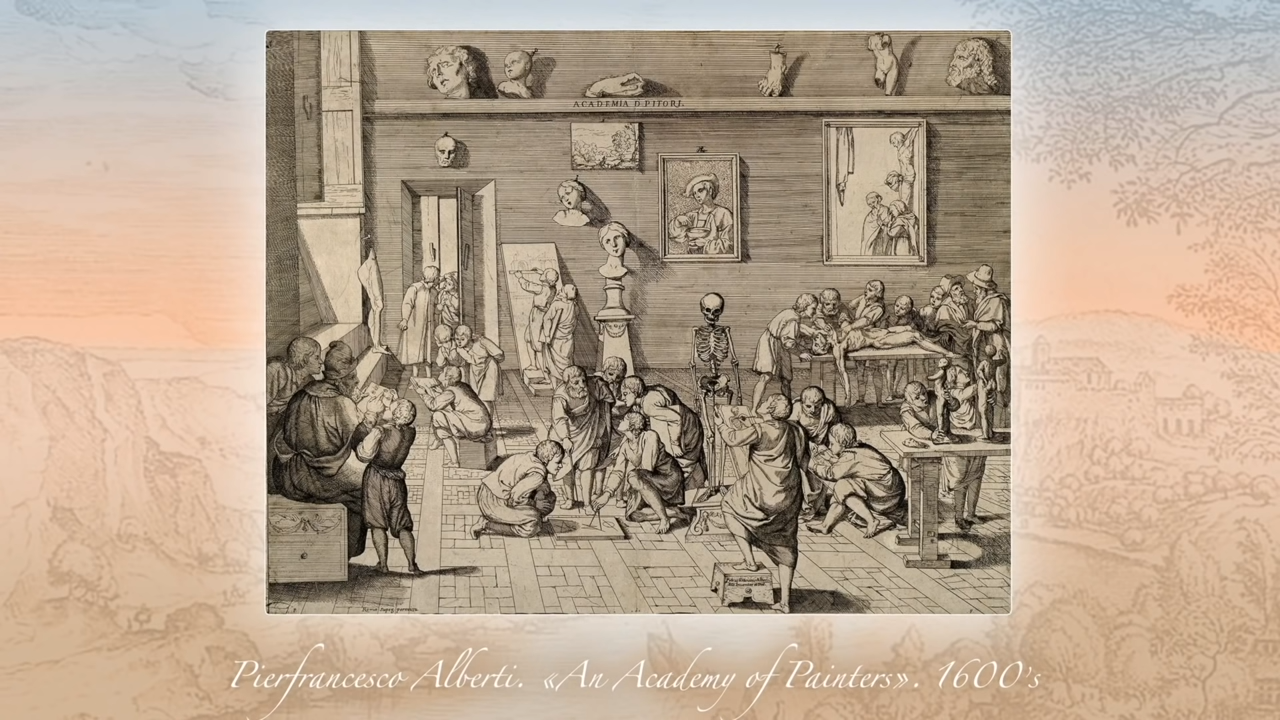 ACADEMIA D PITORI.
Pierfrancesco Alberti. «An Academy of Painters». 1600's